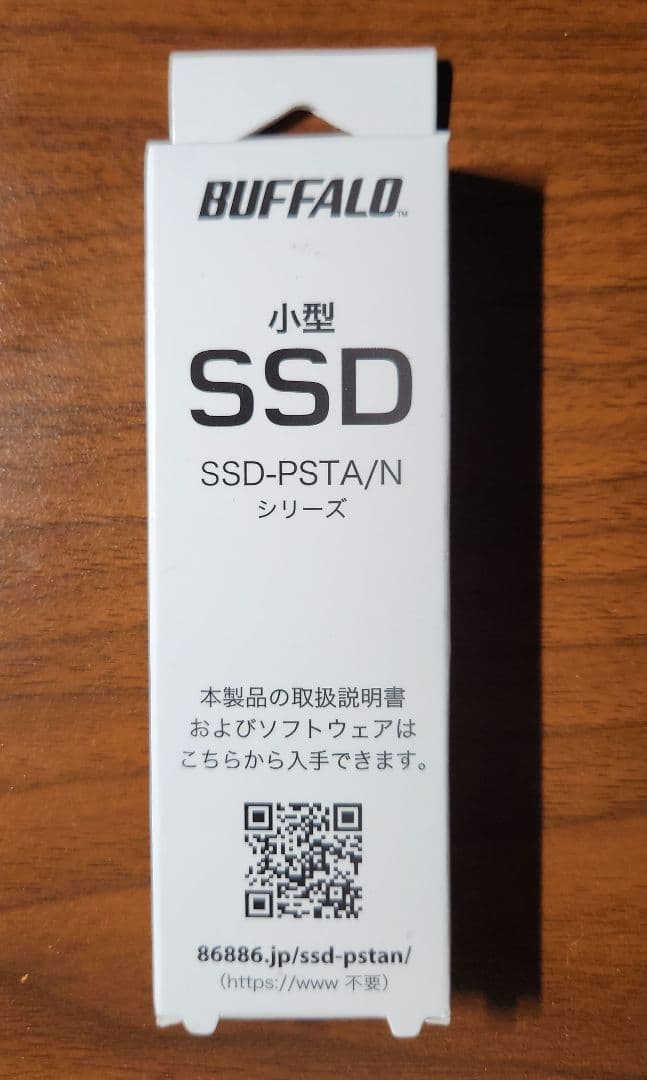 BUFFALO™
小型
SSD
SSD-PSTA/N
シリーズ
本製品の取扱説明書
およびソフトウェアは
こちらから入手できます。
86886.jp/ssd-pstan/
（https://www 不要）